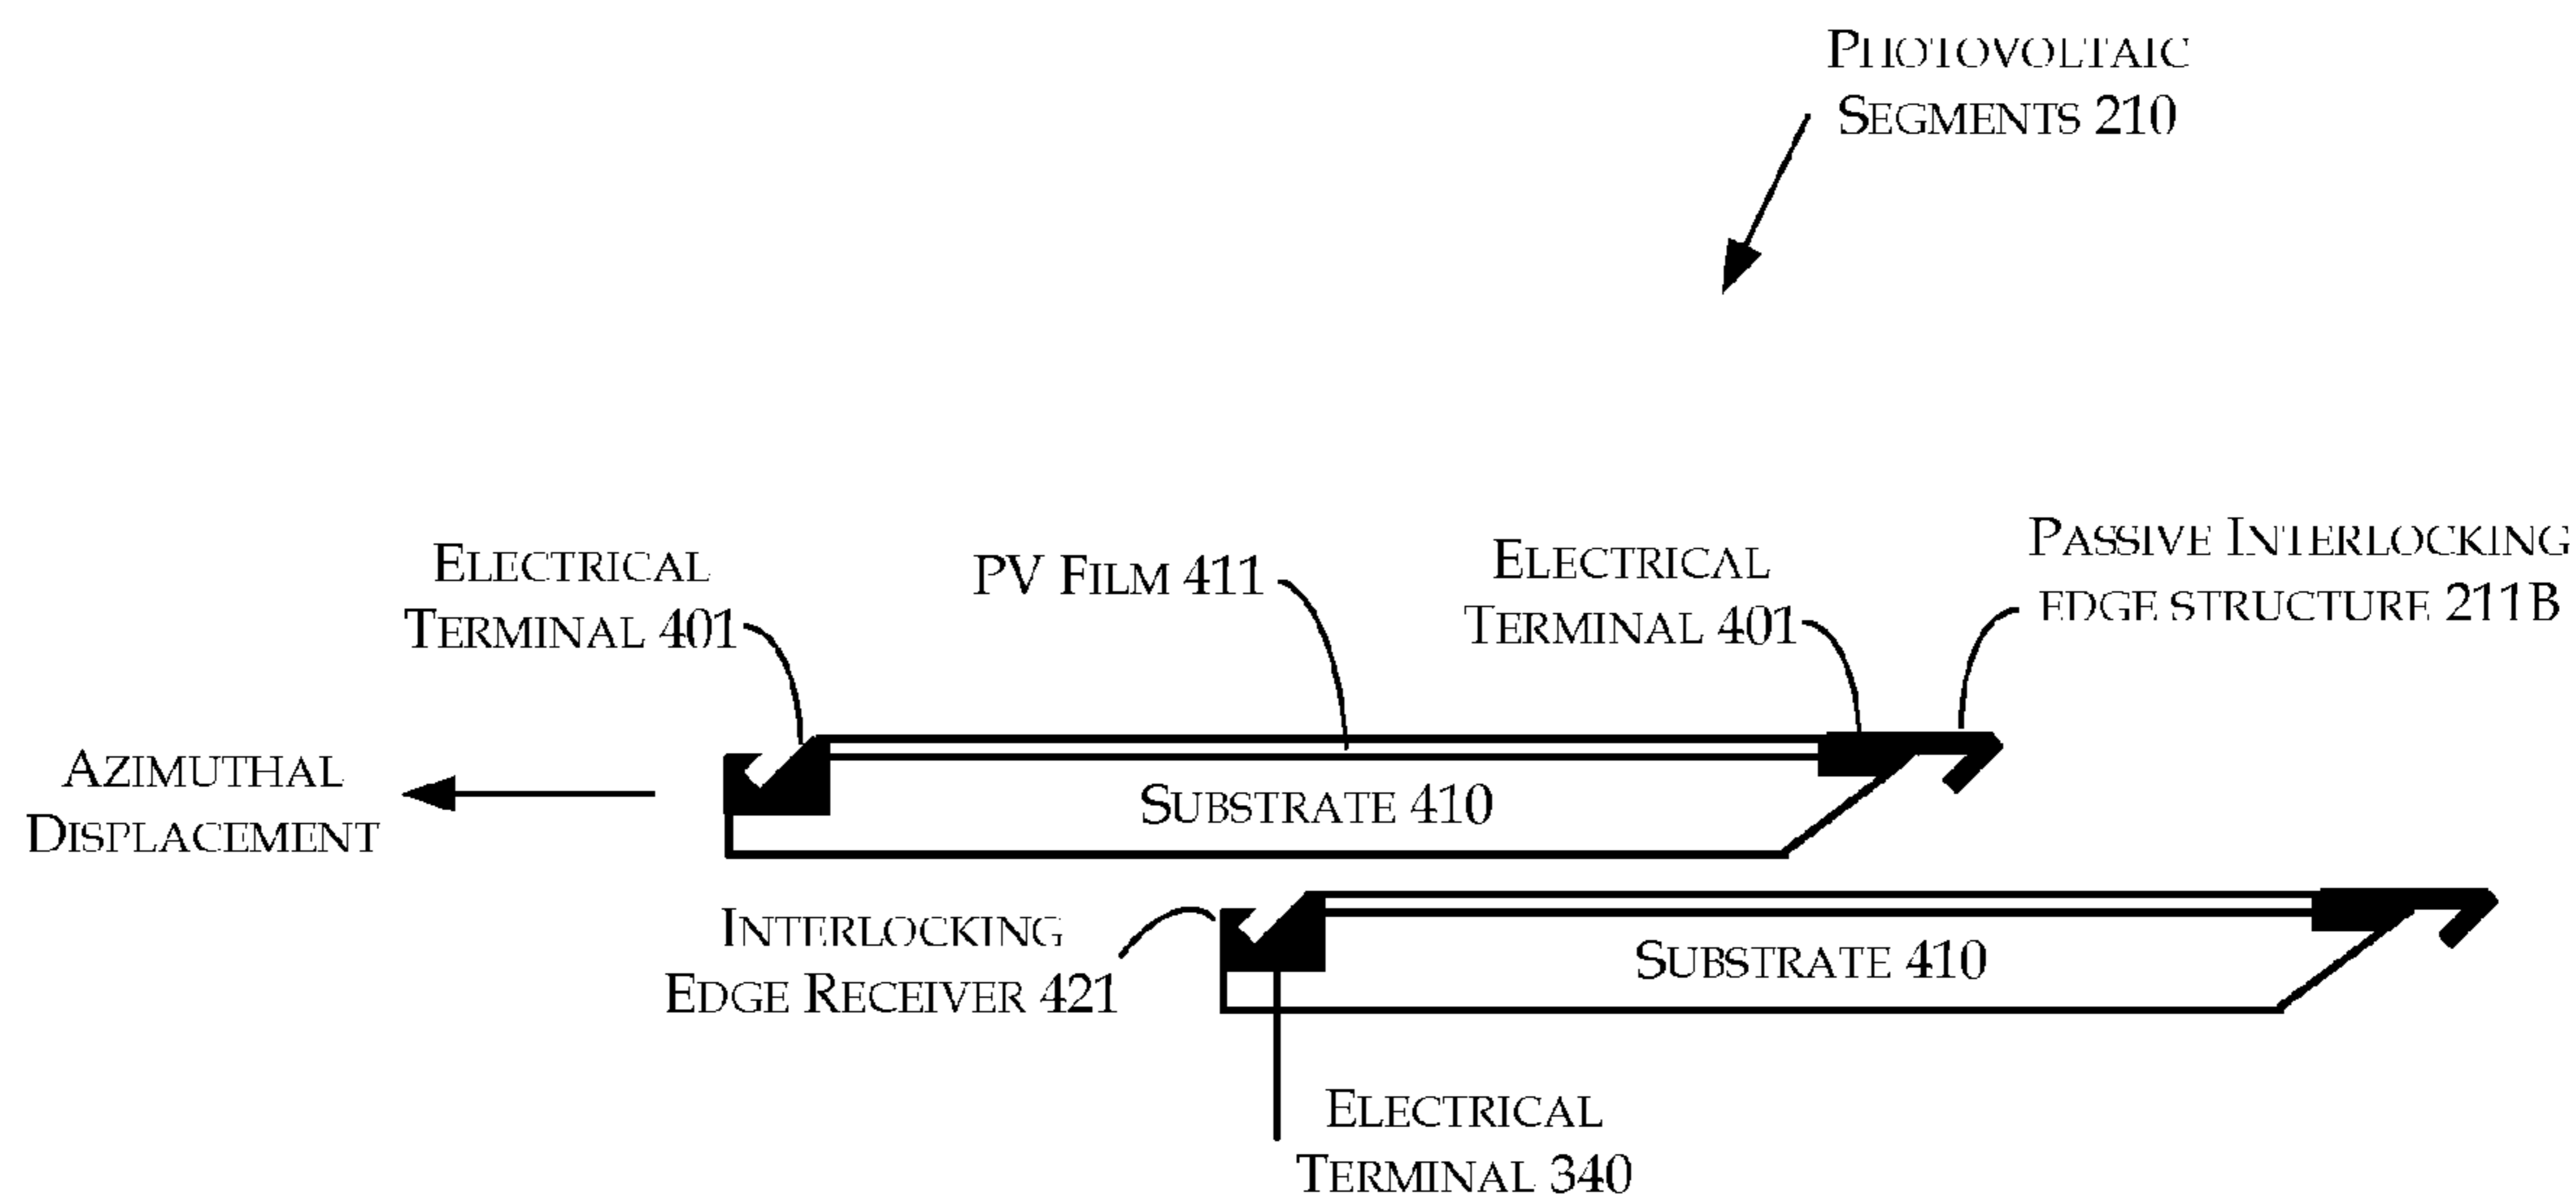 PHOTOVOLTAIC
SEGMENTS 210
ELECTRICAL
TERMINAL 401
PV FILM 411
ELECTRICAL
TERMINAL 401
PASSIVE INTERLOCKING
EDGE STRUCTURE 211B
AZIMUTHAL
DISPLACEMENT
SUBSTRATE 410
INTERLOCKING
EDGE RECEIVER 421
SUBSTRATE 410
ELECTRICAL
TERMINAL 340